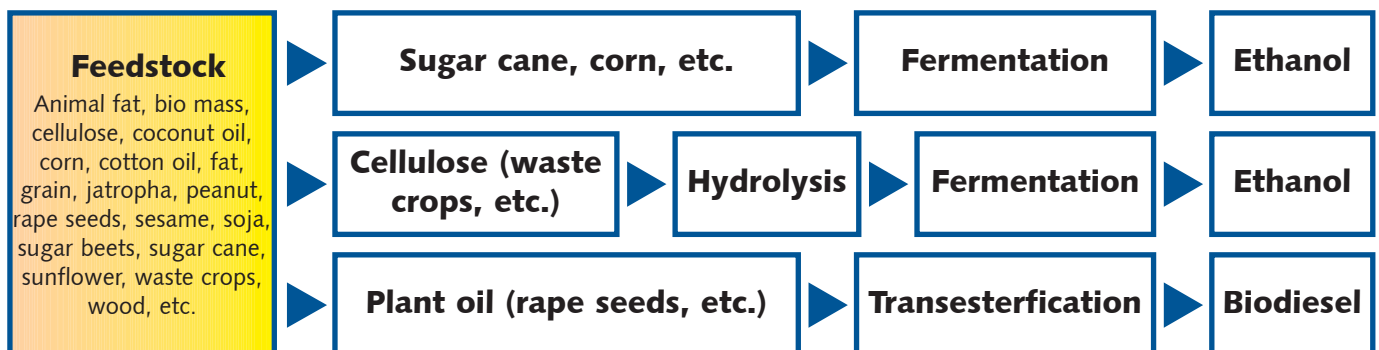 Feedstock
Animal fat, bio mass,
cellulose, coconut oil,
corn, cotton oil, fat,
grain, jatropha, peanut,
rape seeds, sesame, soja,
sugar beets, sugar cane,
sunflower, waste crops,
wood, etc.
Sugar cane, corn, etc.
Fermentation
Ethanol
Cellulose (waste
crops, etc.)
Hydrolysis
Fermentation
Ethanol
Plant oil (rape seeds, etc.)
Transesterfication
Biodiesel